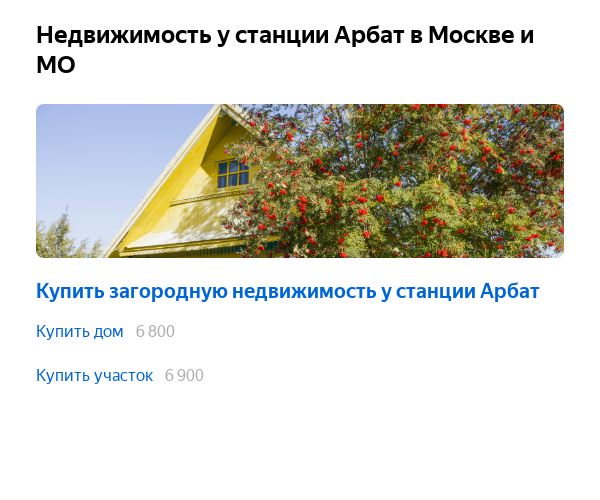 Недвижимость у станции Арбат в Москве и
МО
Купить загородную недвижимость у станции Арбат
Купить дом 6 800
Купить участок 6 900